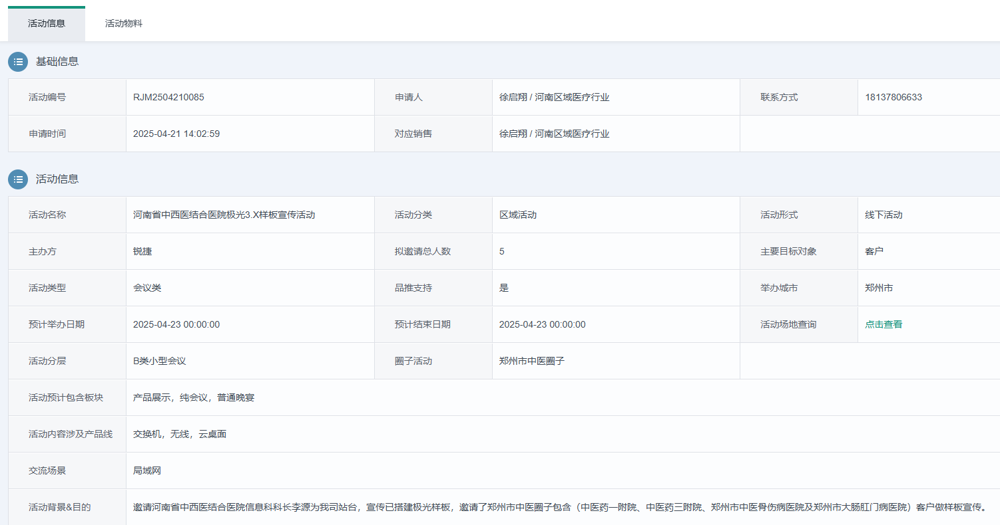 活动信息 活动物料
基础信息
活动编号 RJM2504210085 申请人 徐启翔 / 河南区域医疗行业 联系方式 18137806633
申请时间 2025-04-21 14:02:59 对应销售 徐启翔 / 河南区域医疗行业
活动信息
活动名称 河南省中西医结合医院极光3.X样板宣传活动 活动分类 区域活动 活动形式 线下活动
主办方 锐捷 拟邀请总人数 5 主要目标对象 客户
活动类型 会议类 品推支持 是 举办城市 郑州市
预计举办日期 2025-04-23 00:00:00 预计结束日期 2025-04-23 00:00:00 活动场地查询 点击查看
活动分层 B类小型会议 圈子活动 郑州市中医圈子
活动预计包含板块 产品展示，纯会议，普通晚宴
活动内容涉及产品线 交换机，无线，云桌面
交流场景 局域网
活动背景&目的 邀请河南省中西医结合医院信息科科长李源为我司站台，宣传已搭建极光样板，邀请了郑州市中医圈子包含（中医药一附院、中医药三附院、郑州市中医骨伤病医院及郑州市大肠肛门病医院）客户做样板宣传。